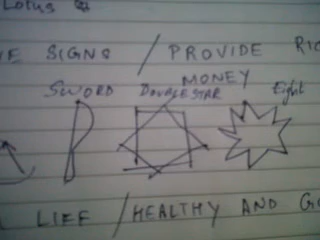 Lotus
SIGNS / PROVIDE
MONEY
SWORD DOUBLE STAR Eight
LIFE / HEALTHY AND